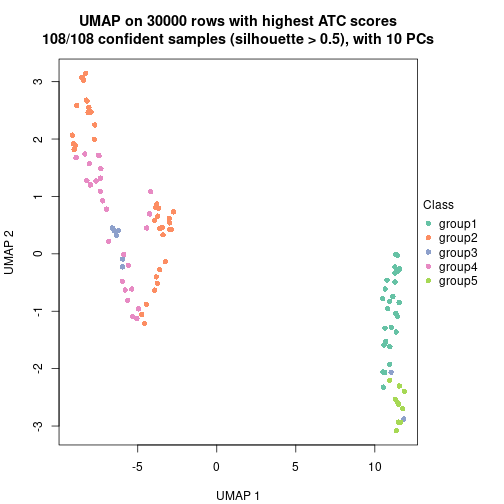 UMAP on 30000 rows with highest ATC scores
108/108 confident samples (silhouette > 0.5), with 10 PCs
3
2
1
0
-1
-2
-3
UMAP 2
-5
0
5
10
UMAP 1
Class
group1
group2
group3
group4
group5